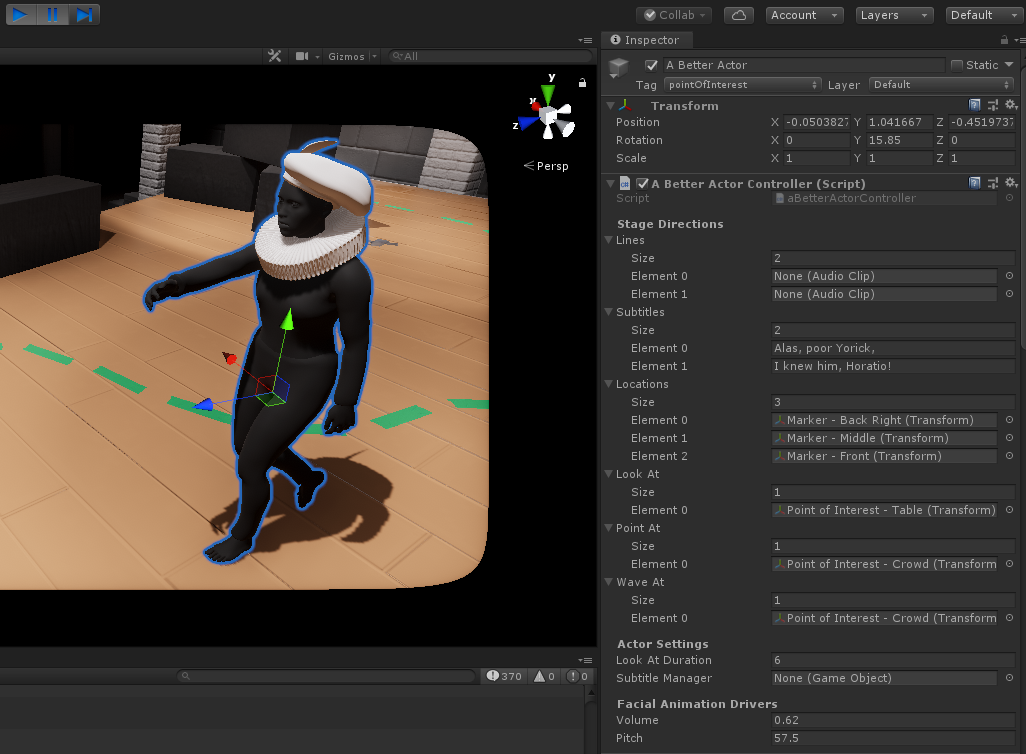 Collab
Account
Layers
Default
Gizmos
All
y
x
z
Persp
Inspector
A Better Actor
Static
Tag pointOfInterest Layer Default
Transform
Position X -0.0503827 Y 1.041667 Z -0.4519737
Rotation X 0 Y 15.85 Z 0
Scale X 1 Y 1 Z 1
A Better Actor Controller (Script)
Script aBetterActorController
Stage Directions
Lines
Size 2
Element 0 None (Audio Clip)
Element 1 None (Audio Clip)
Subtitles
Size 2
Element 0 Alas, poor Yorick,
Element 1 I knew him, Horatio!
Locations
Size 3
Element 0 Marker - Back Right (Transform)
Element 1 Marker - Middle (Transform)
Element 2 Marker - Front (Transform)
Look At
Size 1
Element 0 Point of Interest - Table (Transform)
Point At
Size 1
Element 0 Point of Interest - Crowd (Transform
Wave At
Size 1
Element 0 Point of Interest - Crowd (Transform
Actor Settings
Look At Duration 6
Subtitle Manager None (Game Object)
Facial Animation Drivers
Volume 0.62
Pitch 57.5
370 0 0